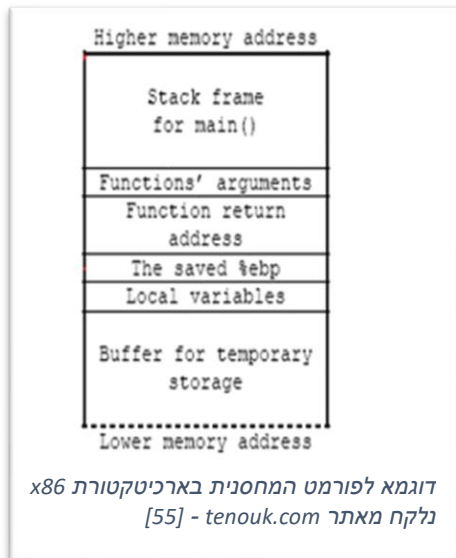 Higher memory address
Stack frame
for main()
Functions' arguments
Function return
address
The saved %ebp
Local variables
Buffer for temporary
storage
Lower memory address
דוגמא לפורמט המחסנית בארכיטקטורת x86
נלקח מאתר tenouk.com - [55]